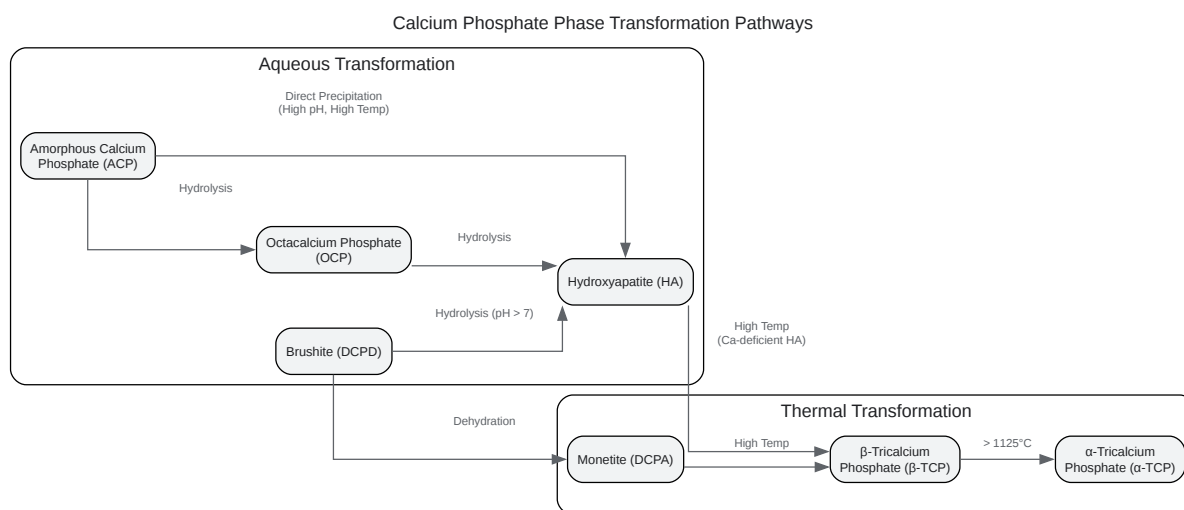 Calcium Phosphate Phase Transformation Pathways
Aqueous Transformation
Direct Precipitation
(High pH, High Temp)
Amorphous Calcium
Phosphate (ACP)
Hydrolysis
Octacalcium Phosphate
(OCP)
Hydrolysis
Hydroxyapatite (HA)
Hydrolysis (pH > 7)
Brushite (DCPD)
High Temp
(Ca-deficient HA)
Thermal Transformation
Dehydration
Monetite (DCPA)
High Temp
β-Tricalcium
Phosphate (β-TCP)
> 1125°C
α-Tricalcium
Phosphate (α-TCP)